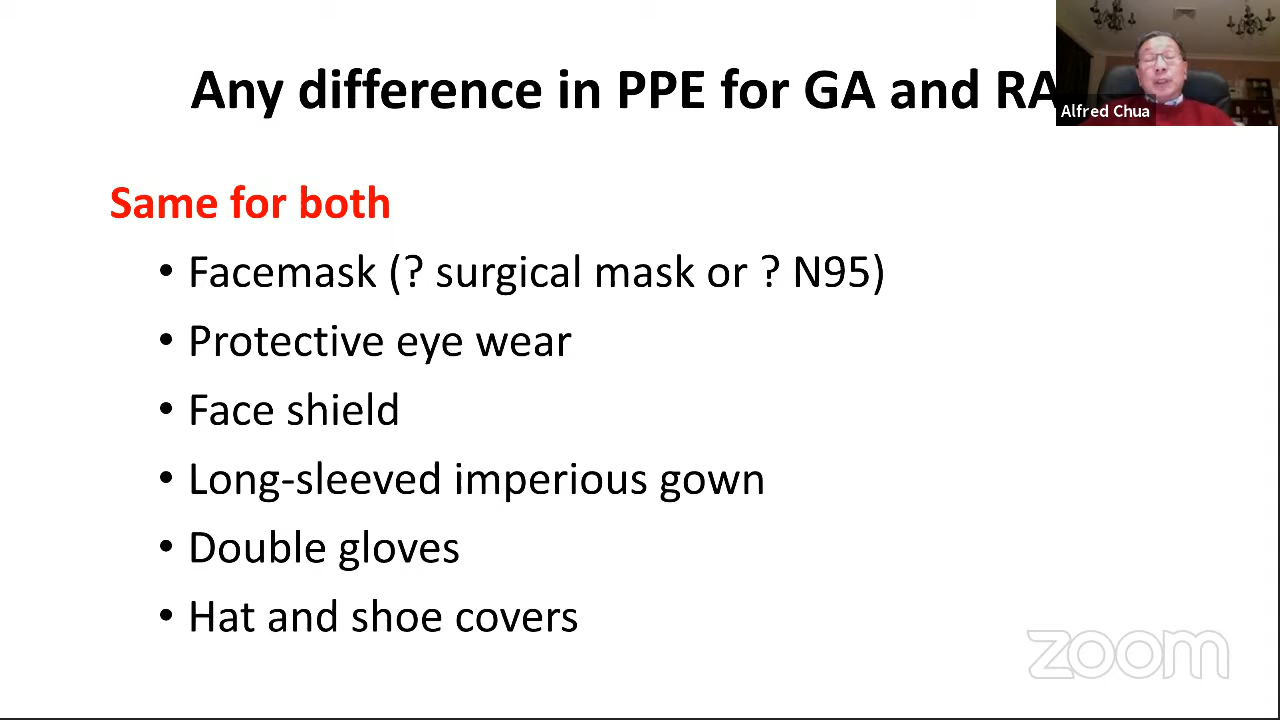 Any difference in PPE for GA and RA
Alfred Chua
Same for both
• Facemask (? surgical mask or ? N95)
• Protective eye wear
• Face shield
• Long-sleeved imperious gown
• Double gloves
• Hat and shoe covers
zoom